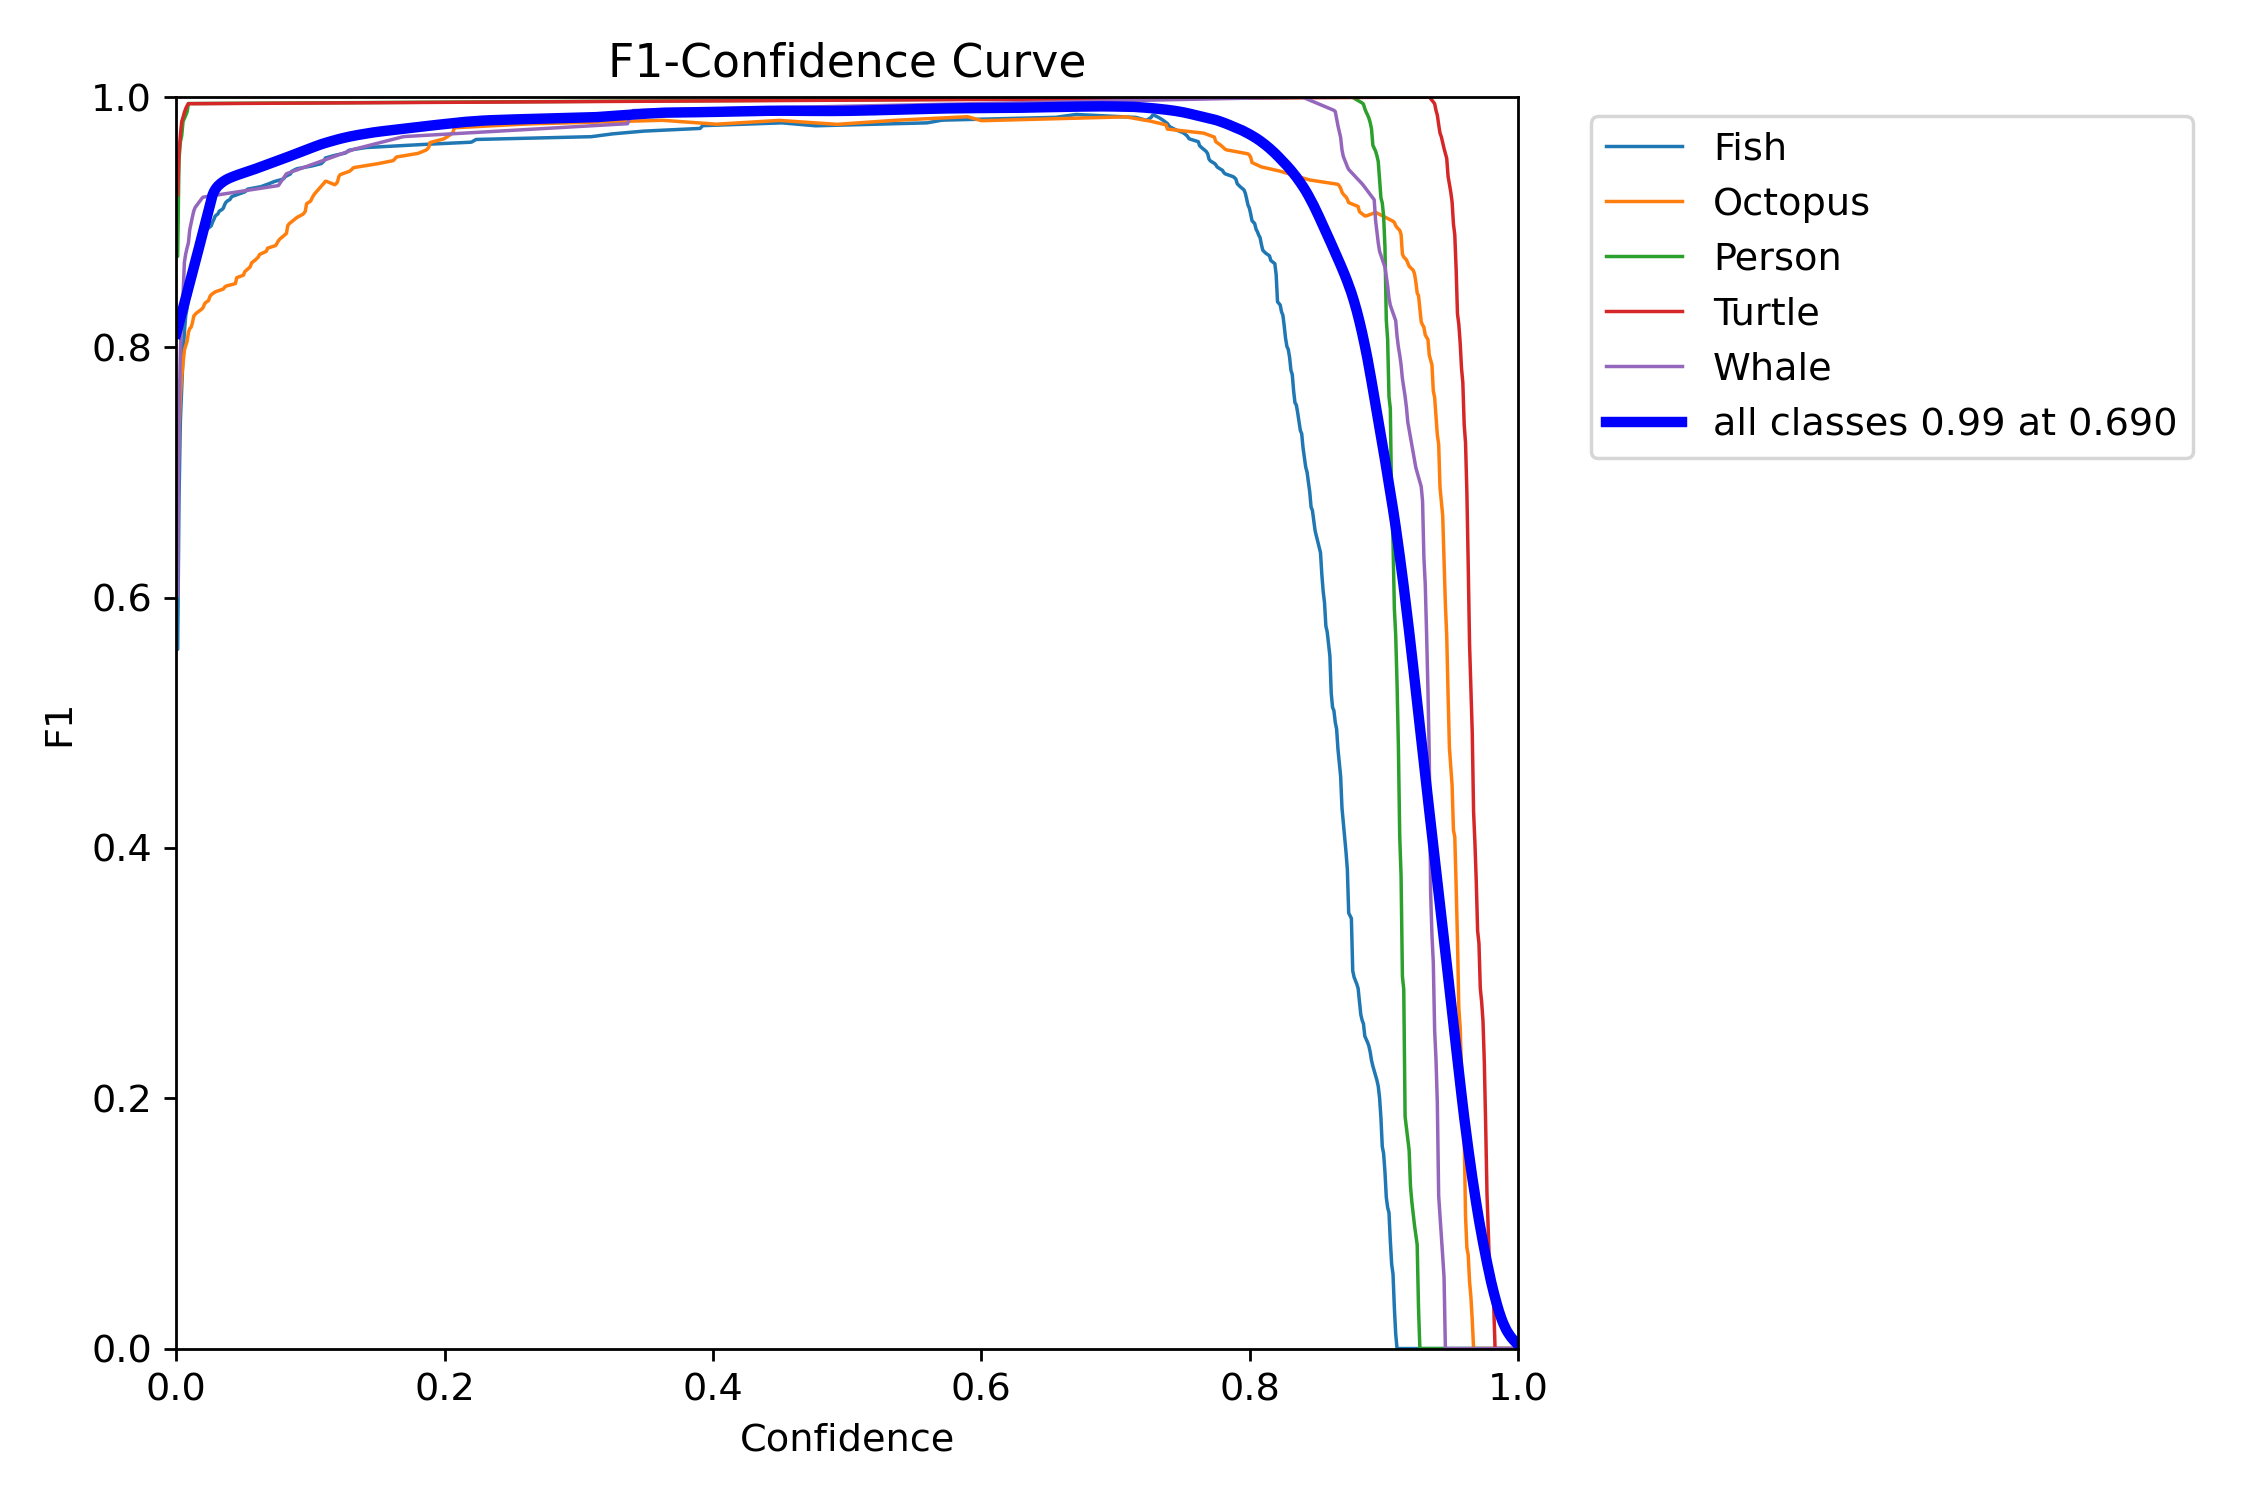 F1-Confidence Curve
1.0
0.8
0.6
0.4
0.2
0.0
F1
0.0 0.2 0.4 0.6 0.8 1.0
Confidence
Fish
Octopus
Person
Turtle
Whale
all classes 0.99 at 0.690